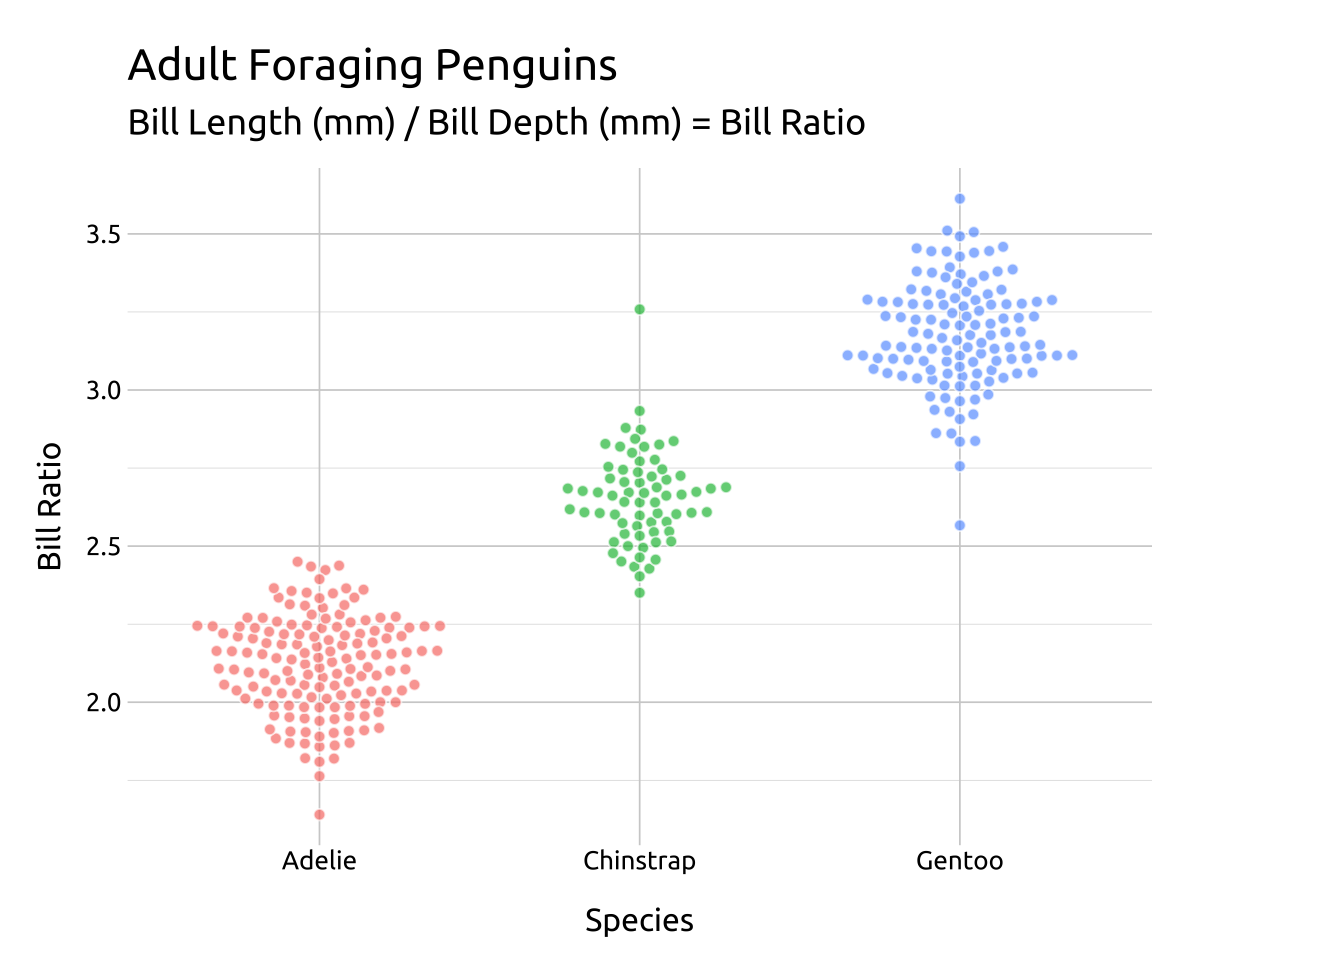 Adult Foraging Penguins
Bill Length (mm) / Bill Depth (mm) = Bill Ratio
Bill Ratio
3.5
3.0
2.5
2.0
Adelie
Chinstrap
Gentoo
Species